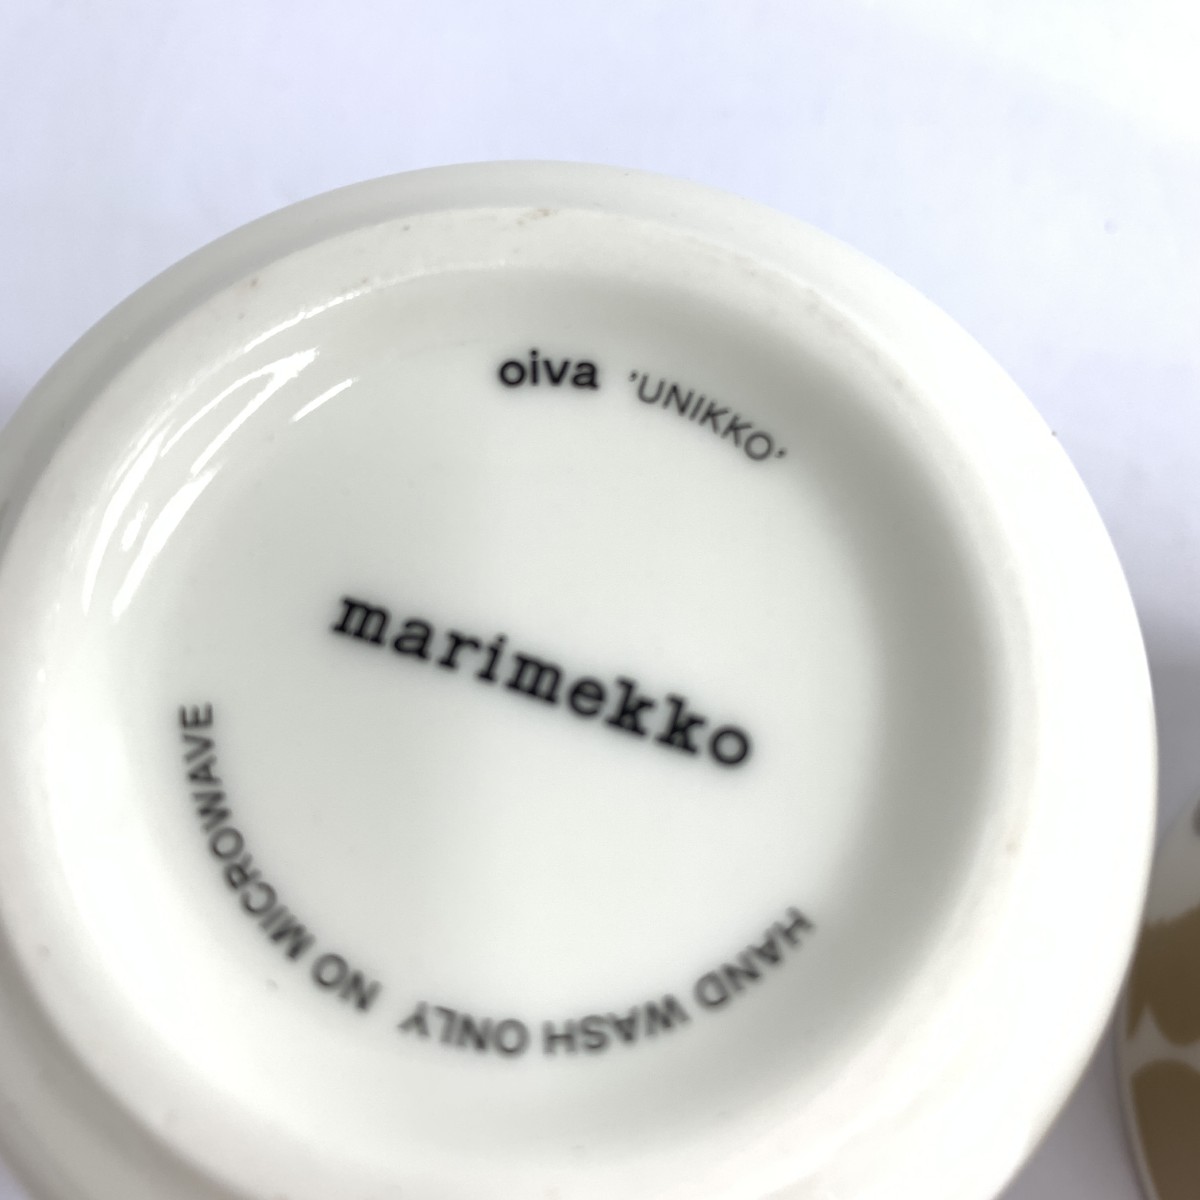 oiva 'UNIKKO'
marimekko
HAND WASH ONLY NO MICROWAVE